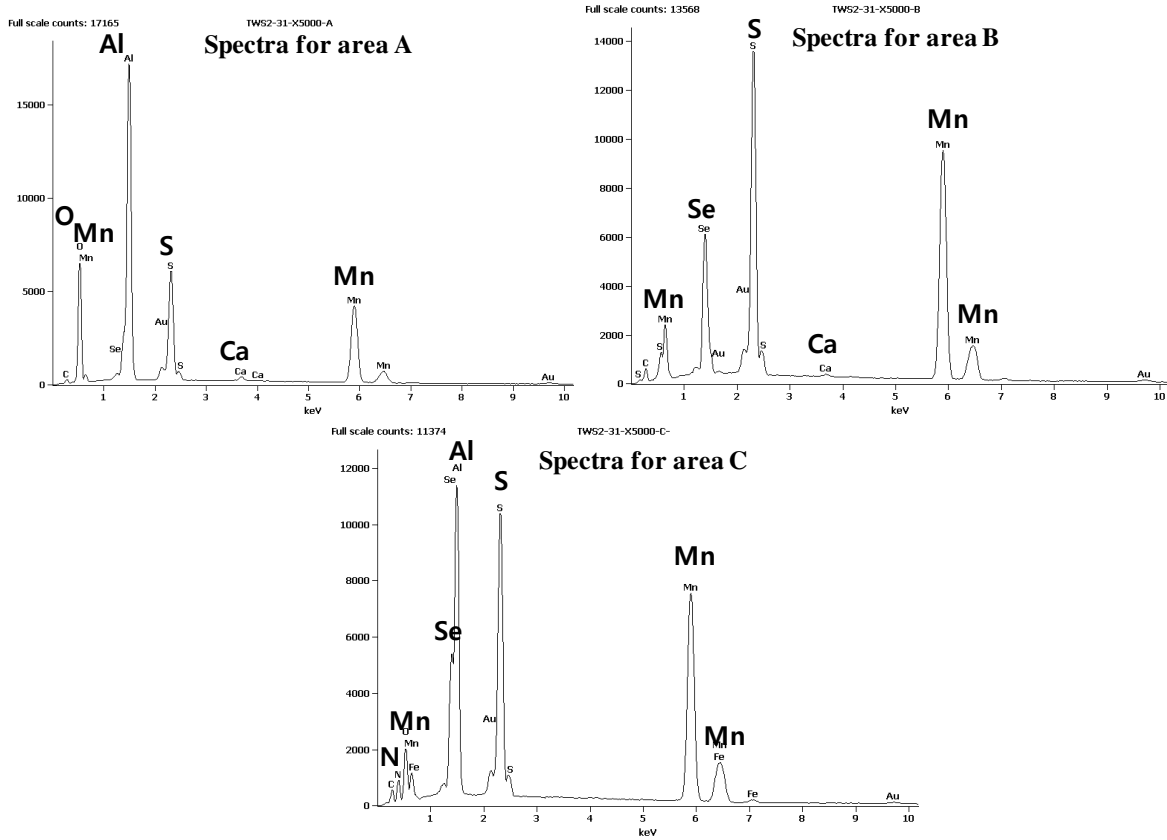 Full scale counts: 17165
TWS2-31-X5000-A
Spectra for area A
Al
Al
15000
10000
O
Mn
O
Mn
S
S
Mn
Mn
5000
Au
Se
Ca
Ca
Ca
S
Mn
C
Au
0
1
2
3
4
5
6
7
8
9
10
keV
Full scale counts: 13568
TWS2-31-X5000-B
Spectra for area B
S
S
14000
12000
10000
Mn
Mn
8000
Se
Se
6000
4000
Au
Mn
Mn
Mn
Mn
2000
S
Au
S
Ca
Ca
C
S
Au
0
1
2
3
4
5
6
7
8
9
10
keV
Full scale counts: 11374
TWS2-31-X5000-C-
Spectra for area C
Al
Al
Se
S
S
12000
10000
Mn
Mn
8000
Se
6000
4000
Au
Mn
O
Mn
Fe
Mn
Mn
Fe
2000
N
N
C
S
Fe
Au
0
1
2
3
4
5
6
7
8
9
10
keV